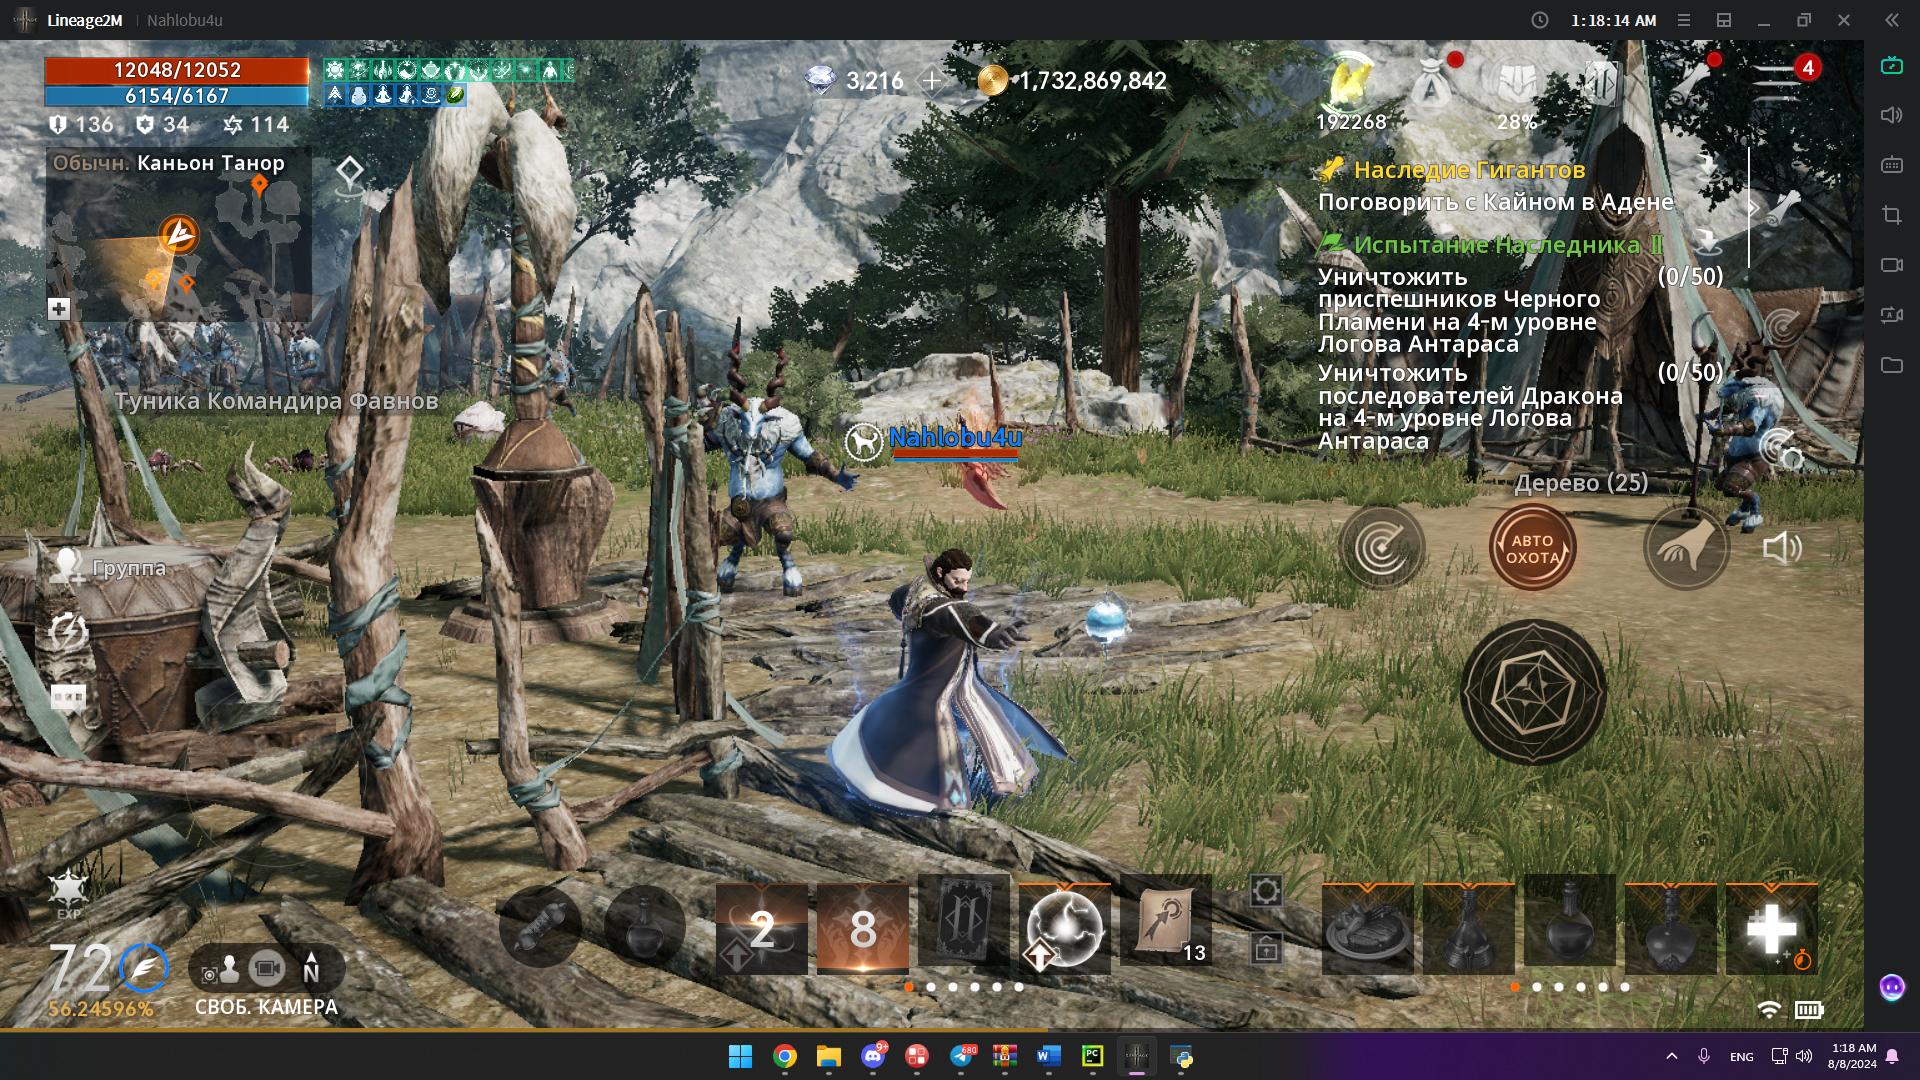 Lineage2M
Nahlobu4u
1:18:14 AM
12048/12052
6154/6167
136
34
114
3,216
1,732,869,842
192268
28%
4
Обычн. Каньон Танор
Наследие Гигантов
Поговорить с Кайном в Адене
Испытание Наследника II
Уничтожить (0/50)
приспешников Черного
Пламени на 4-м уровне
Логова Антараса
Уничтожить (0/50)
последователей Дракона
на 4-м уровне Логова
Антараса
Туника Командира Фавнов
Nahlobu4u
Дерево (25)
АВТО
ОХОТА
Группа
EXP
2
8
13
72
56.24596%
N
СВОБ. КАМЕРА
9+
680
W
PC
ENG
1:18 AM
8/8/2024